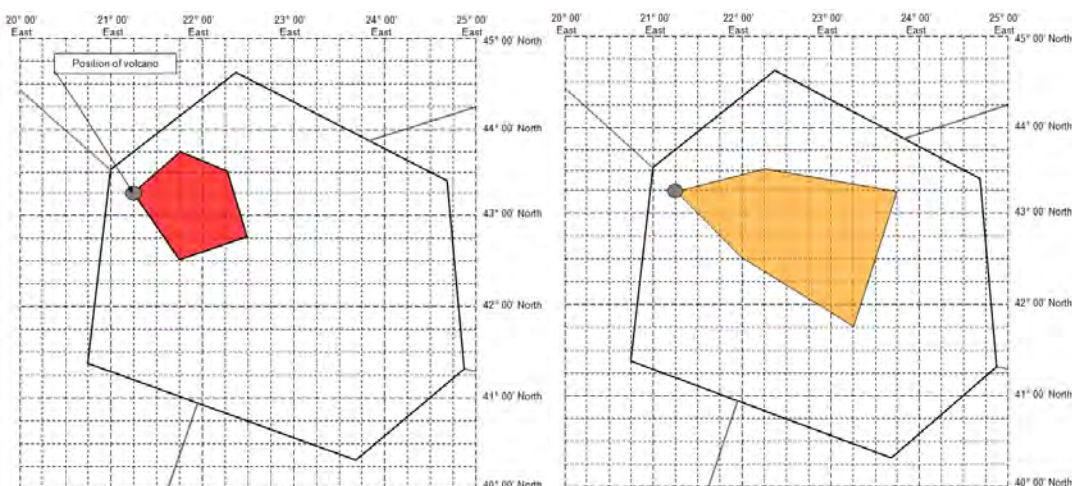 20° 00' East
21° 00' East
22° 00' East
23° 00' East
24° 00' East
25° 00' East
45° 00' North
Position of volcano
44° 00' North
43° 00' North
42° 00' North
41° 00' North
40° 00' North
20° 00' East
21° 00' East
22° 00' East
23° 00' East
24° 00' East
25° 00' East
45° 00' North
44° 00' North
43° 00' North
42° 00' North
41° 00' North
40° 00' North